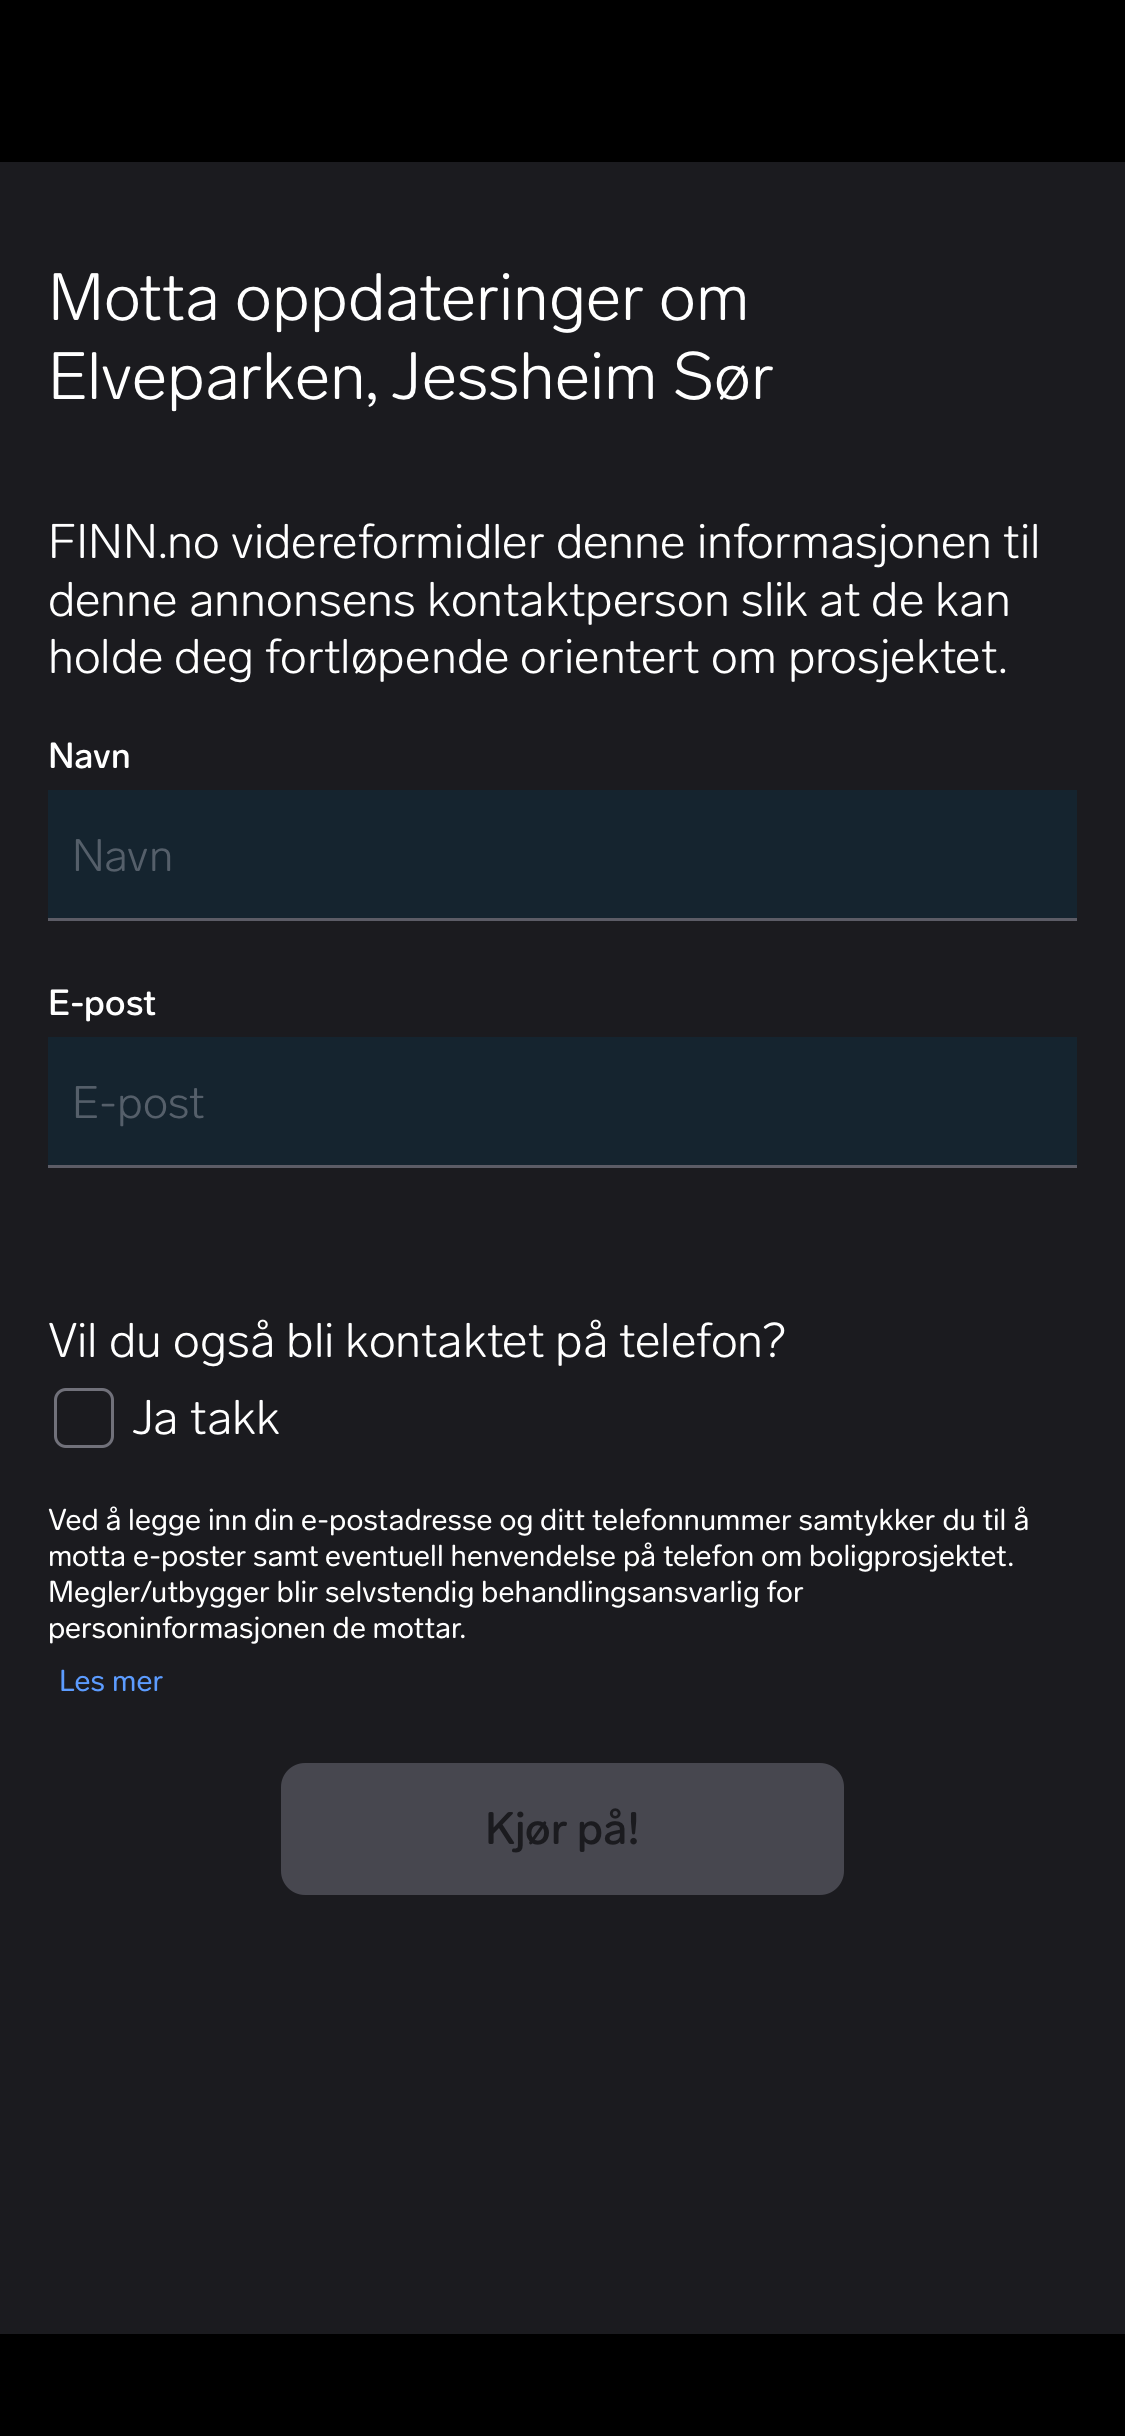 Motta oppdateringer om
Elveparken, Jessheim Sør
FINN.no videreformidler denne informasjonen til
denne annonsens kontaktperson slik at de kan
holde deg fortløpende orientert om prosjektet.
Navn
Navn
E-post
E-post
Vil du også bli kontaktet på telefon?
Ja takk
Ved å legge inn din e-postadresse og ditt telefonnummer samtykker du til å
motta e-poster samt eventuell henvendelse på telefon om boligprosjektet.
Megler/utbygger blir selvstendig behandlingsansvarlig for
personinformasjonen de mottar.
Les mer
Kjør på!